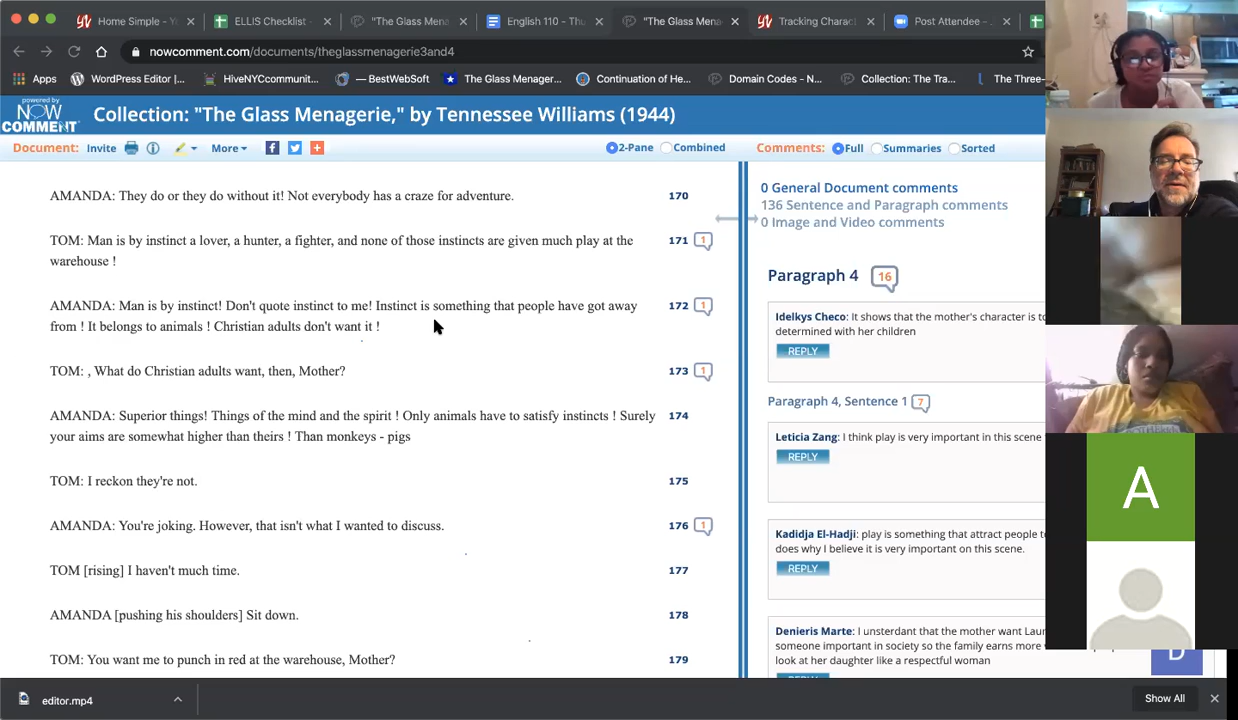 Home Simple - Y
ELLIS Checklist -
"The Glass Mena
English 110 - Thu
"The Glass Mena
Tracking Charac
Post Attendee -
nowcomment.com/documents/theglassmenagerie3and4
Apps
WordPress Editor |...
HiveNYCcommunit...
— BestWebSoft
The Glass Menager...
Continuation of He...
Domain Codes - N...
Collection: The Tra...
The Three-
powered by
NOW
COMMENT
Collection: "The Glass Menagerie," by Tennessee Williams (1944)
Document: Invite More
2-Pane Combined
Comments: Full Summaries Sorted
AMANDA: They do or they do without it! Not everybody has a craze for adventure. 170
TOM: Man is by instinct a lover, a hunter, a fighter, and none of those instincts are given much play at the 171 1
warehouse !
AMANDA: Man is by instinct! Don't quote instinct to me! Instinct is something that people have got away 172 1
from ! It belongs to animals ! Christian adults don't want it !
TOM: , What do Christian adults want, then, Mother? 173 1
AMANDA: Superior things! Things of the mind and the spirit ! Only animals have to satisfy instincts ! Surely 174
your aims are somewhat higher than theirs ! Than monkeys - pigs
TOM: I reckon they're not. 175
AMANDA: You're joking. However, that isn't what I wanted to discuss. 176 1
TOM [rising] I haven't much time. 177
AMANDA [pushing his shoulders] Sit down. 178
TOM: You want me to punch in red at the warehouse, Mother? 179
0 General Document comments
136 Sentence and Paragraph comments
0 Image and Video comments
Paragraph 4 16
Idelkys Checo: It shows that the mother's character is to
determined with her children
REPLY
Paragraph 4, Sentence 1 7
Leticia Zang: I think play is very important in this scene
REPLY
Kadidja El-Hadji: play is something that attract people to
does why I believe it is very important on this scene.
REPLY
Denieris Marte: I unsterdant that the mother want Lau
someone important in society so the family earns more
look at her daughter like a respectful woman
A
editor.mp4
Show All